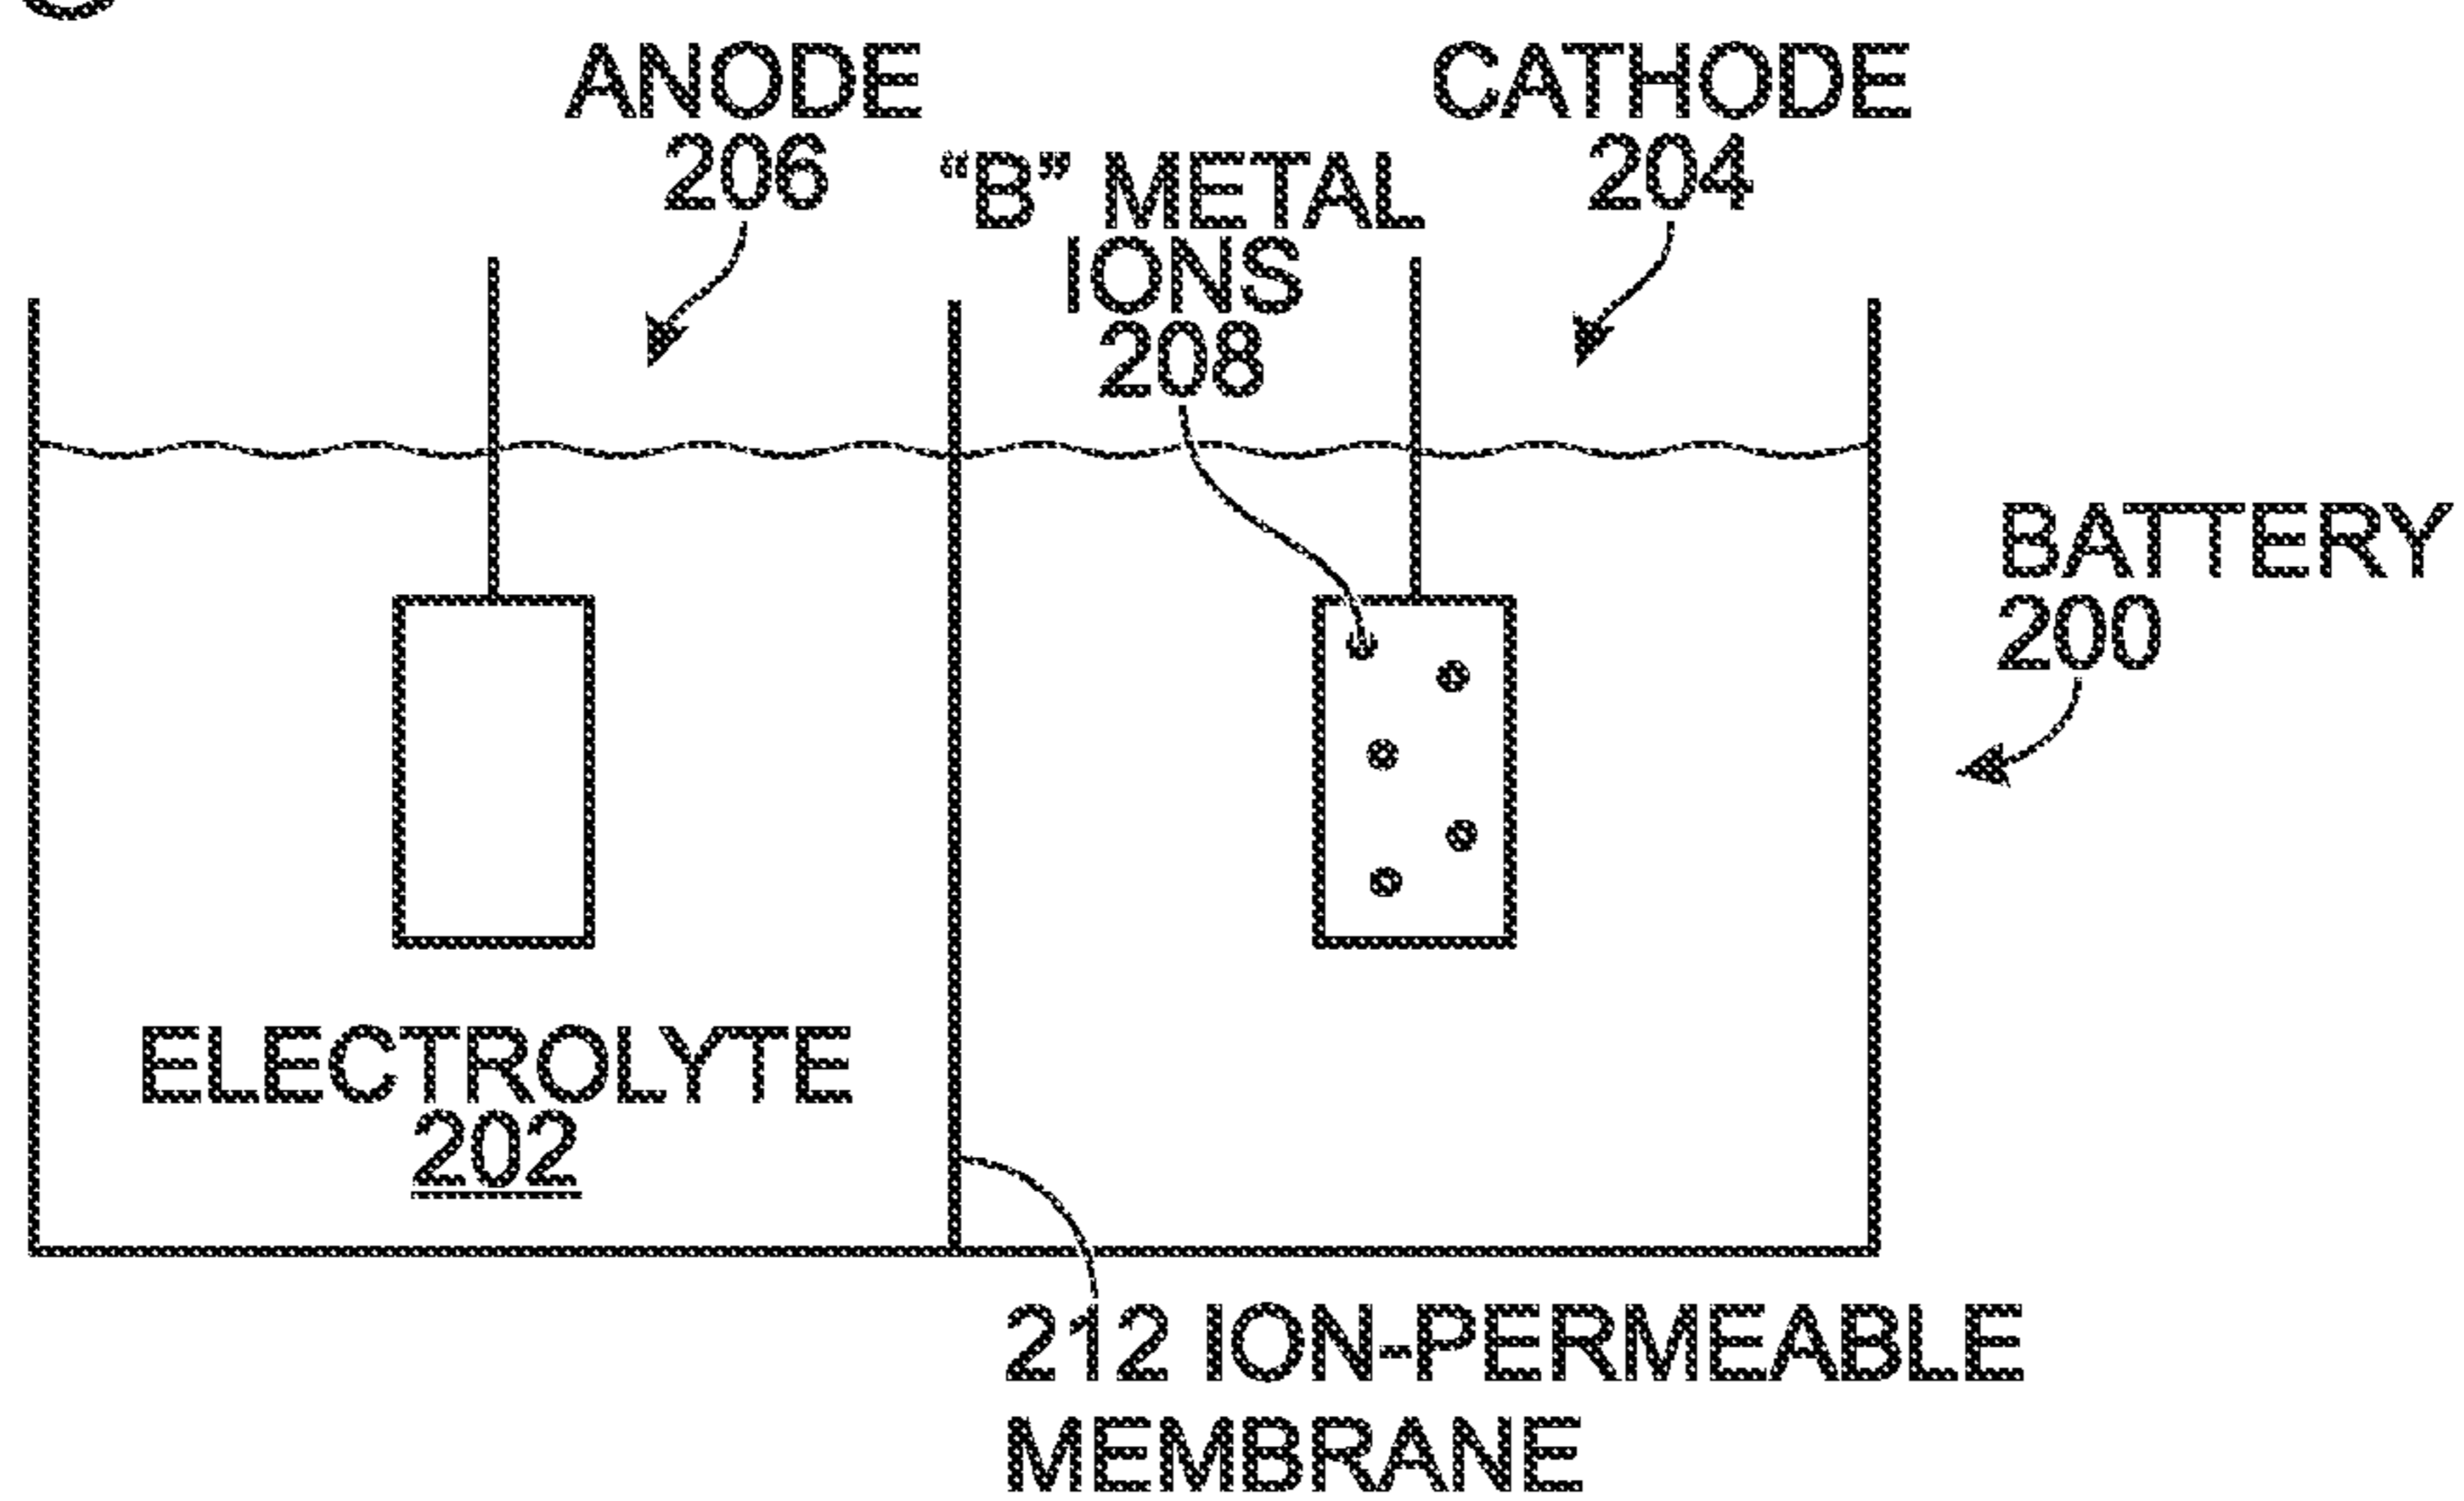 ANODE
206
CATHODE
204
“B” METAL
IONS
208
BATTERY
200
ELECTROLYTE
202
212 ION-PERMEABLE
MEMBRANE